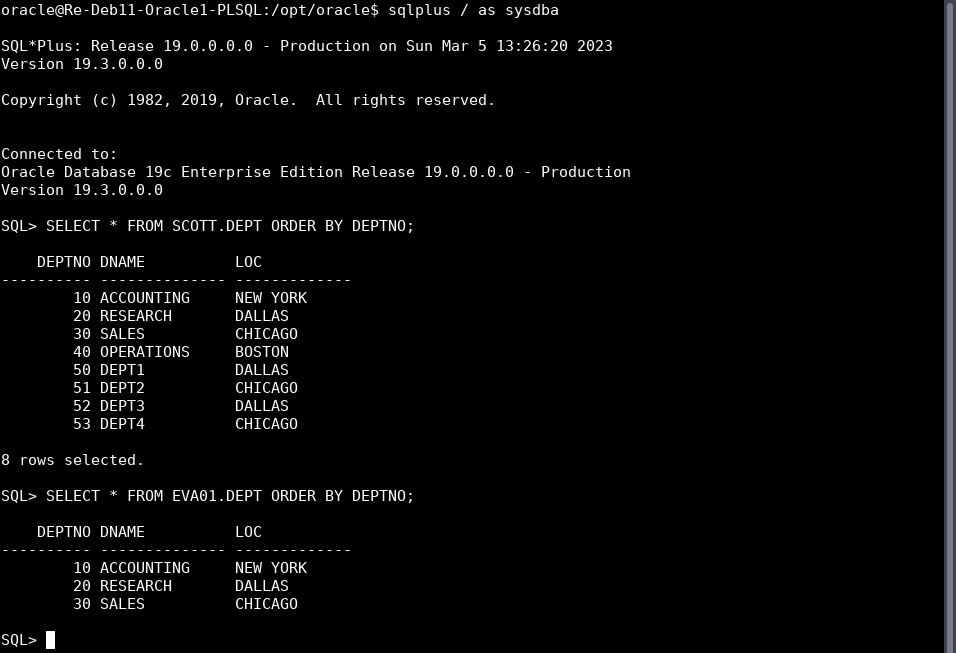 oracle@Re-Deb11-Oracle1-PLSQL:/opt/oracle$ sqlplus / as sysdba
SQL*Plus: Release 19.0.0.0.0 - Production on Sun Mar 5 13:26:20 2023
Version 19.3.0.0.0
Copyright (c) 1982, 2019, Oracle.  All rights reserved.
Connected to:
Oracle Database 19c Enterprise Edition Release 19.0.0.0.0 - Production
Version 19.3.0.0.0
SQL> SELECT * FROM SCOTT.DEPT ORDER BY DEPTNO;
    DEPTNO DNAME          LOC
---------- -------------- -------------
        10 ACCOUNTING     NEW YORK
        20 RESEARCH       DALLAS
        30 SALES          CHICAGO
        40 OPERATIONS     BOSTON
        50 DEPT1          DALLAS
        51 DEPT2          CHICAGO
        52 DEPT3          DALLAS
        53 DEPT4          CHICAGO
8 rows selected.
SQL> SELECT * FROM EVA01.DEPT ORDER BY DEPTNO;
    DEPTNO DNAME          LOC
---------- -------------- -------------
        10 ACCOUNTING     NEW YORK
        20 RESEARCH       DALLAS
        30 SALES          CHICAGO
SQL>